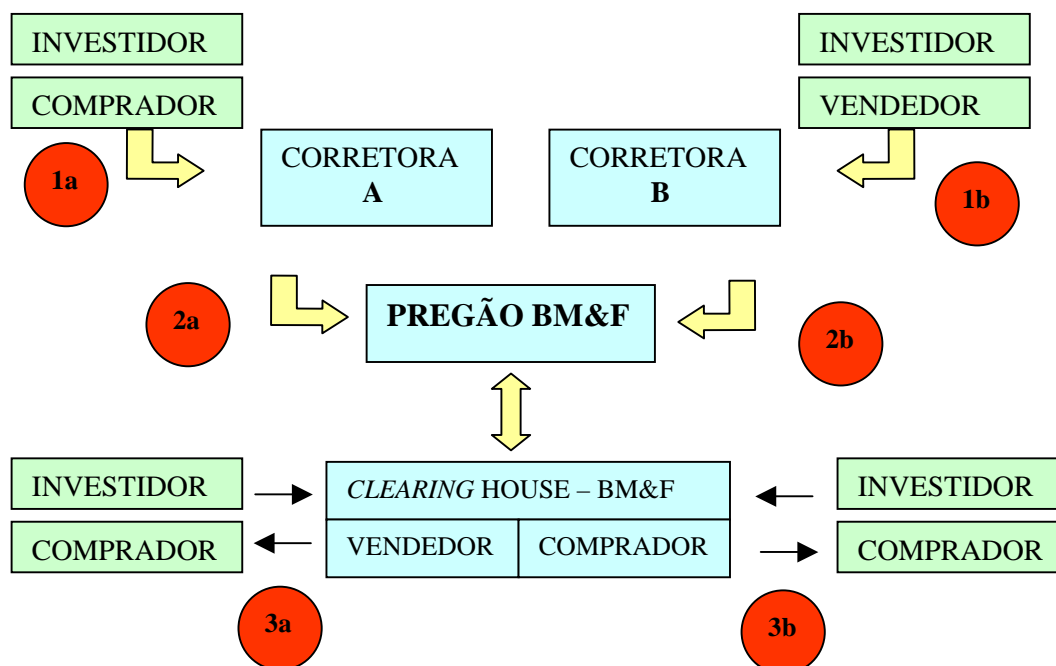 INVESTIDOR
COMPRADOR
INVESTIDOR
VENDEDOR
1a
CORRETORA
A
CORRETORA
B
1b
2a
PREGÃO BM&F
2b
INVESTIDOR
COMPRADOR
CLEARING HOUSE – BM&F
VENDEDOR
COMPRADOR
INVESTIDOR
COMPRADOR
3a
3b